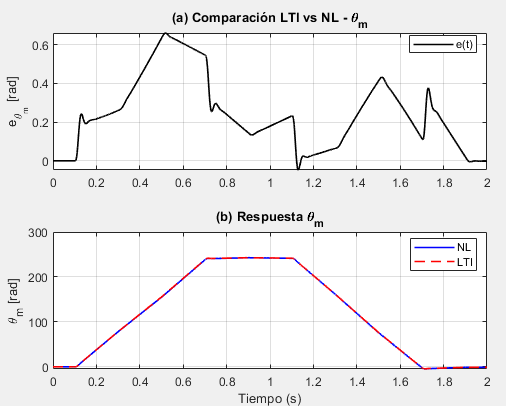 (a) Comparación LTI vs NL - θm
e(t)
eθm [rad]
0.6
0.4
0.2
0
0 0.2 0.4 0.6 0.8 1 1.2 1.4 1.6 1.8 2
(b) Respuesta θm
NL
LTI
θm [rad]
300
200
100
0
0 0.2 0.4 0.6 0.8 1 1.2 1.4 1.6 1.8 2
Tiempo (s)